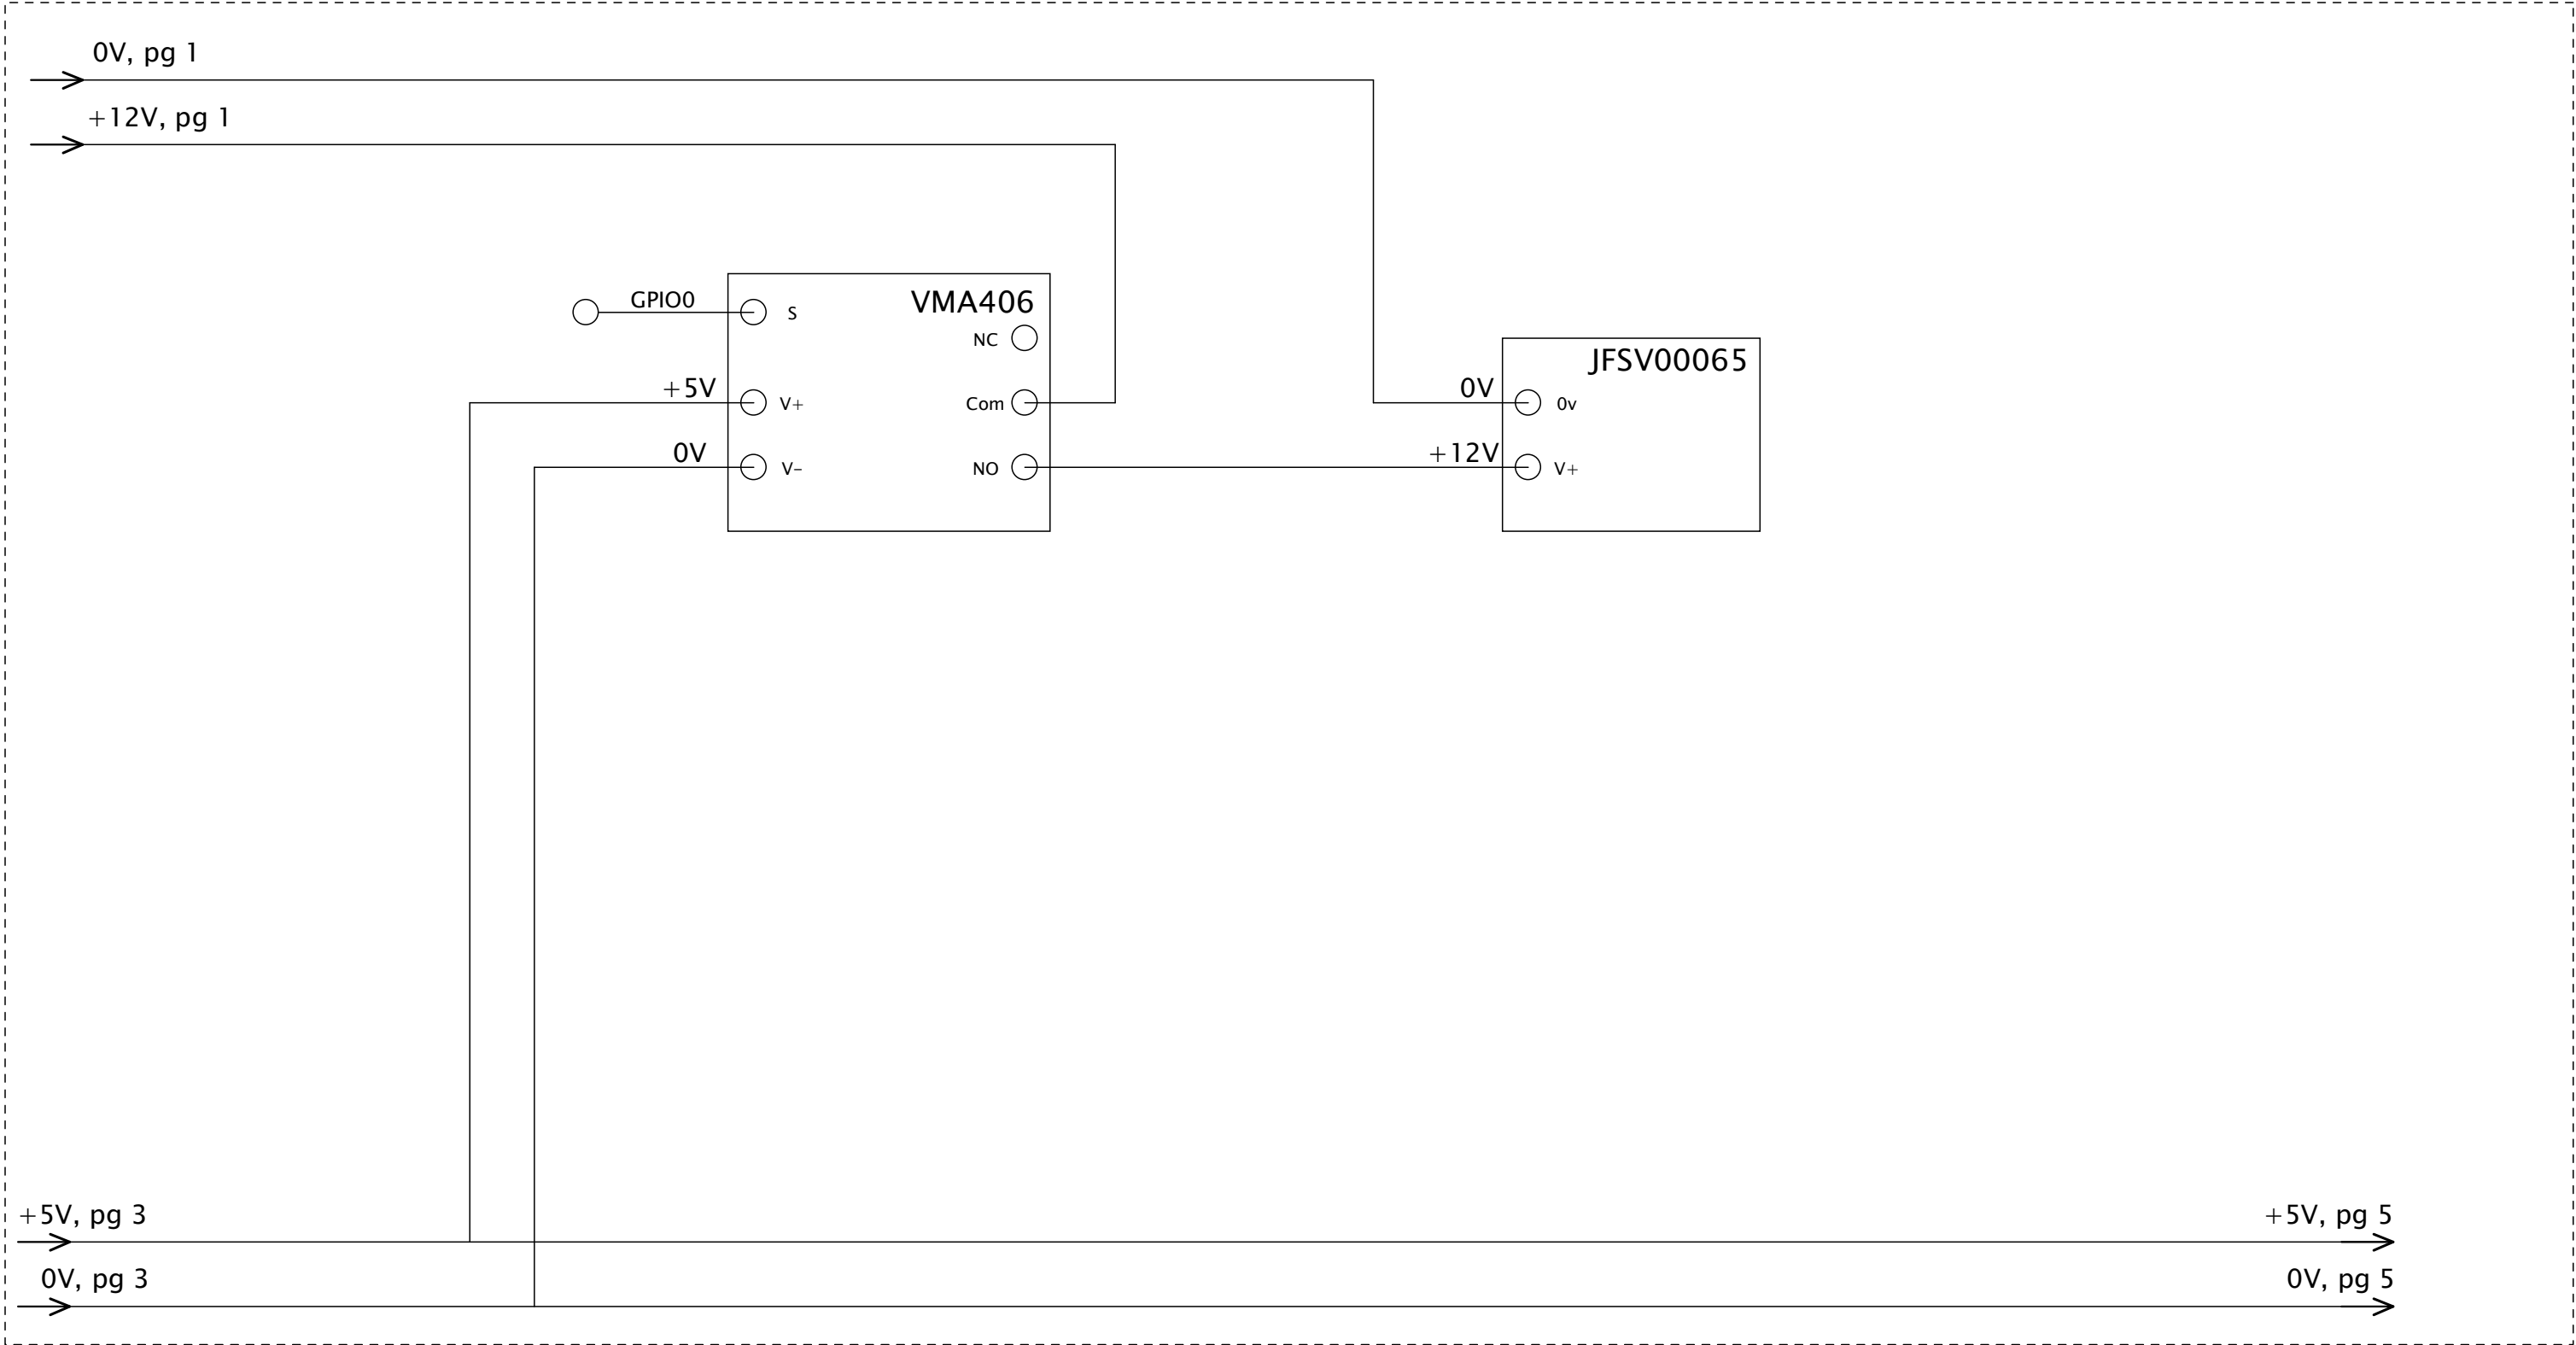 0V, pg 1
+12V, pg 1
GPIO0
S
VMA406
NC
JFSV00065
+5V
V+
Com
0V
0v
0V
V-
NO
+12V
V+
+5V, pg 3
+5V, pg 5
0V, pg 3
0V, pg 5